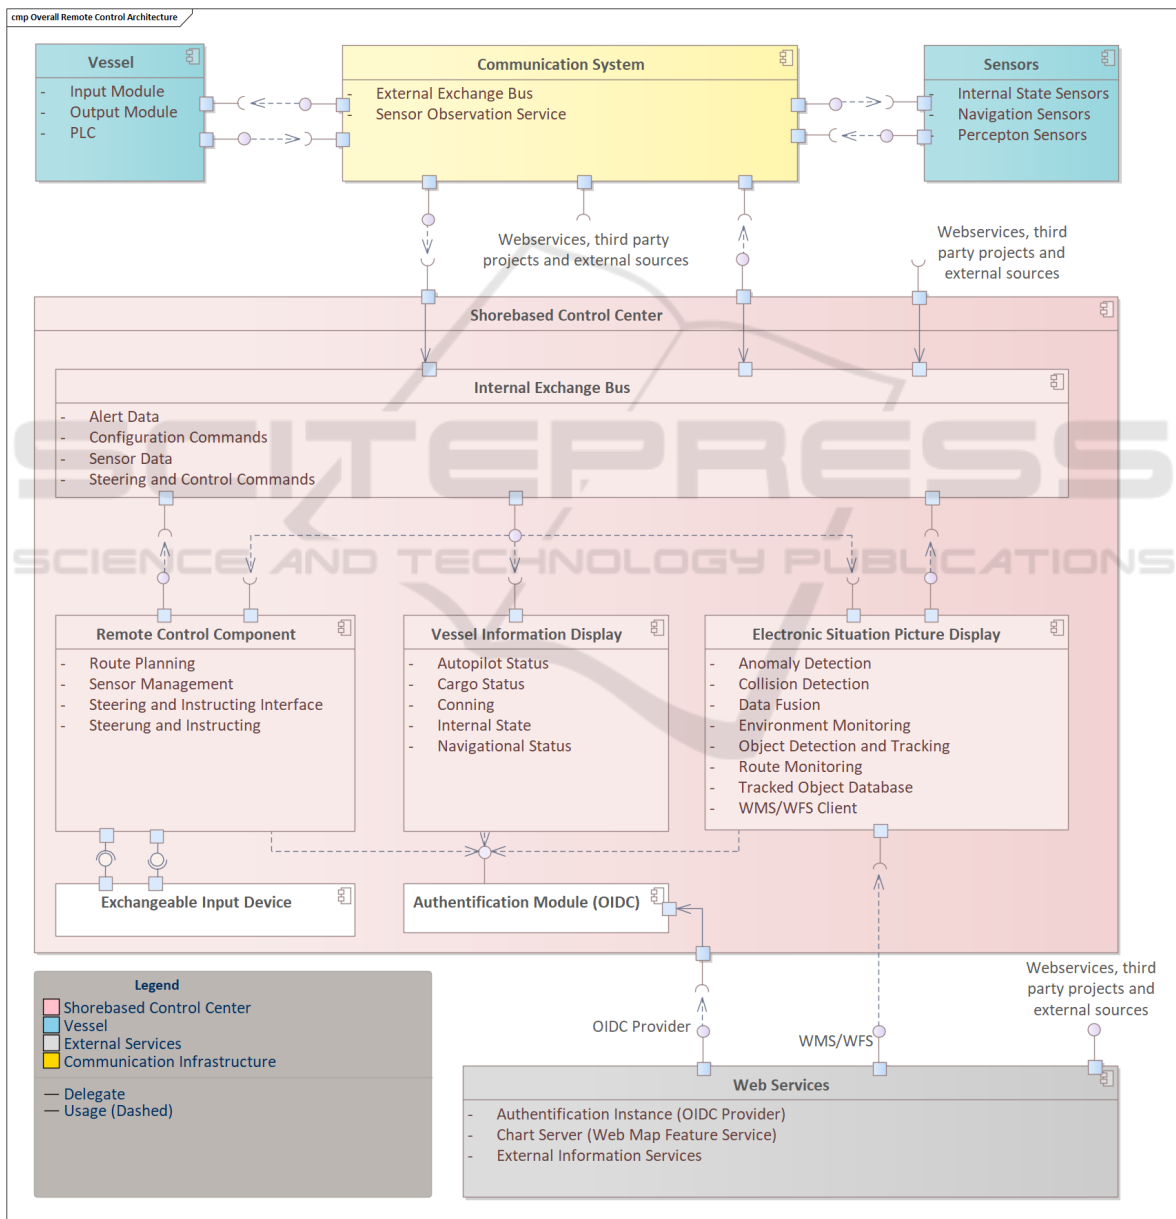 cmp Overall Remote Control Architecture
Vessel
- Input Module
- Output Module
- PLC
Communication System
- External Exchange Bus
- Sensor Observation Service
Sensors
- Internal State Sensors
- Navigation Sensors
- Percepton Sensors
Webservices, third party
projects and external sources
Webservices, third
party projects and
external sources
Shorebased Control Center
Internal Exchange Bus
- Alert Data
- Configuration Commands
- Sensor Data
- Steering and Control Commands
SCITEPRESS
SCIENCE AND TECHNOLOGY PUBLICATIONS
Remote Control Component
- Route Planning
- Sensor Management
- Steering and Instructing Interface
- Steerung and Instructing
Vessel Information Display
- Autopilot Status
- Cargo Status
- Conning
- Internal State
- Navigational Status
Electronic Situation Picture Display
- Anomaly Detection
- Collision Detection
- Data Fusion
- Environment Monitoring
- Object Detection and Tracking
- Route Monitoring
- Tracked Object Database
- WMS/WFS Client
Exchangeable Input Device
Authentification Module (OIDC)
Legend
Shorebased Control Center
Vessel
External Services
Communication Infrastructure
Delegate
Usage (Dashed)
OIDC Provider
WMS/WFS
Webservices, third
party projects and
external sources
Web Services
- Authentification Instance (OIDC Provider)
- Chart Server (Web Map Feature Service)
- External Information Services